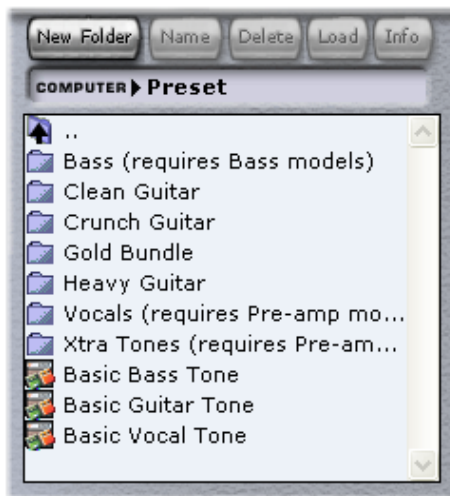 New Folder Name Delete Load Info
COMPUTER Preset
..
Bass (requires Bass models)
Clean Guitar
Crunch Guitar
Gold Bundle
Heavy Guitar
Vocals (requires Pre-amp mo...
Xtra Tones (requires Pre-am...
Basic Bass Tone
Basic Guitar Tone
Basic Vocal Tone